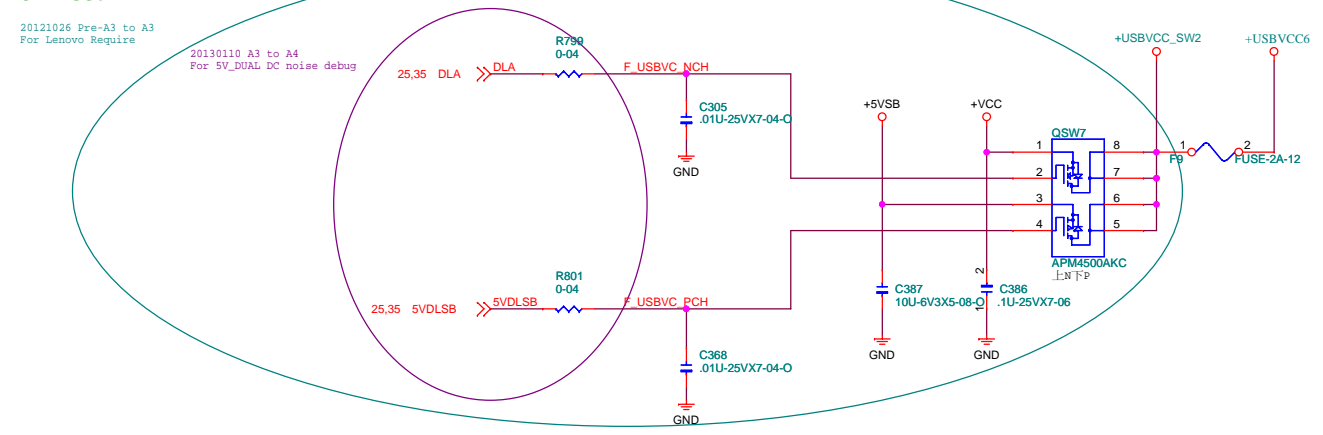 20121026 Pre-A3 to A3
For Lenovo Require
20130110 A3 to A4
For 5V_DUAL DC noise debug
R799
0-04
25,35 DLA
DLA
F_USBVC_NCH
C305
.01U-25VX7-04-O
GND
+5VSB
+VCC
+USBVCC_SW2
+USBVCC6
QSW7
1
2
3
4
8
7
6
5
APM4500AKC
上N下P
1
F9
2
FUSE-2A-12
R801
0-04
25,35 5VDLSB
5VDLSB
F_USBVC_PCH
C368
.01U-25VX7-04-O
GND
C387
10U-6V3X5-08-O
GND
2
C386
.1U-25VX7-06
1
GND